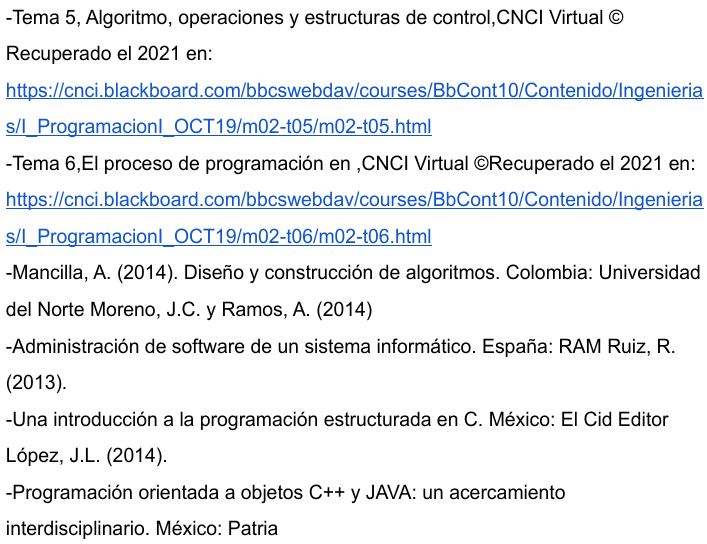 -Tema 5, Algoritmo, operaciones y estructuras de control,CNCI Virtual ©
Recuperado el 2021 en:
https://cnci.blackboard.com/bbcswebdav/courses/BbCont10/Contenido/Ingenieria
s/I_ProgramacionI_OCT19/m02-t05/m02-t05.html
-Tema 6,El proceso de programación en ,CNCI Virtual ©Recuperado el 2021 en:
https://cnci.blackboard.com/bbcswebdav/courses/BbCont10/Contenido/Ingenieria
s/I_ProgramacionI_OCT19/m02-t06/m02-t06.html
-Mancilla, A. (2014). Diseño y construcción de algoritmos. Colombia: Universidad
del Norte Moreno, J.C. y Ramos, A. (2014)
-Administración de software de un sistema informático. España: RAM Ruiz, R.
(2013).
-Una introducción a la programación estructurada en C. México: El Cid Editor
López, J.L. (2014).
-Programación orientada a objetos C++ y JAVA: un acercamiento
interdisciplinario. México: Patria